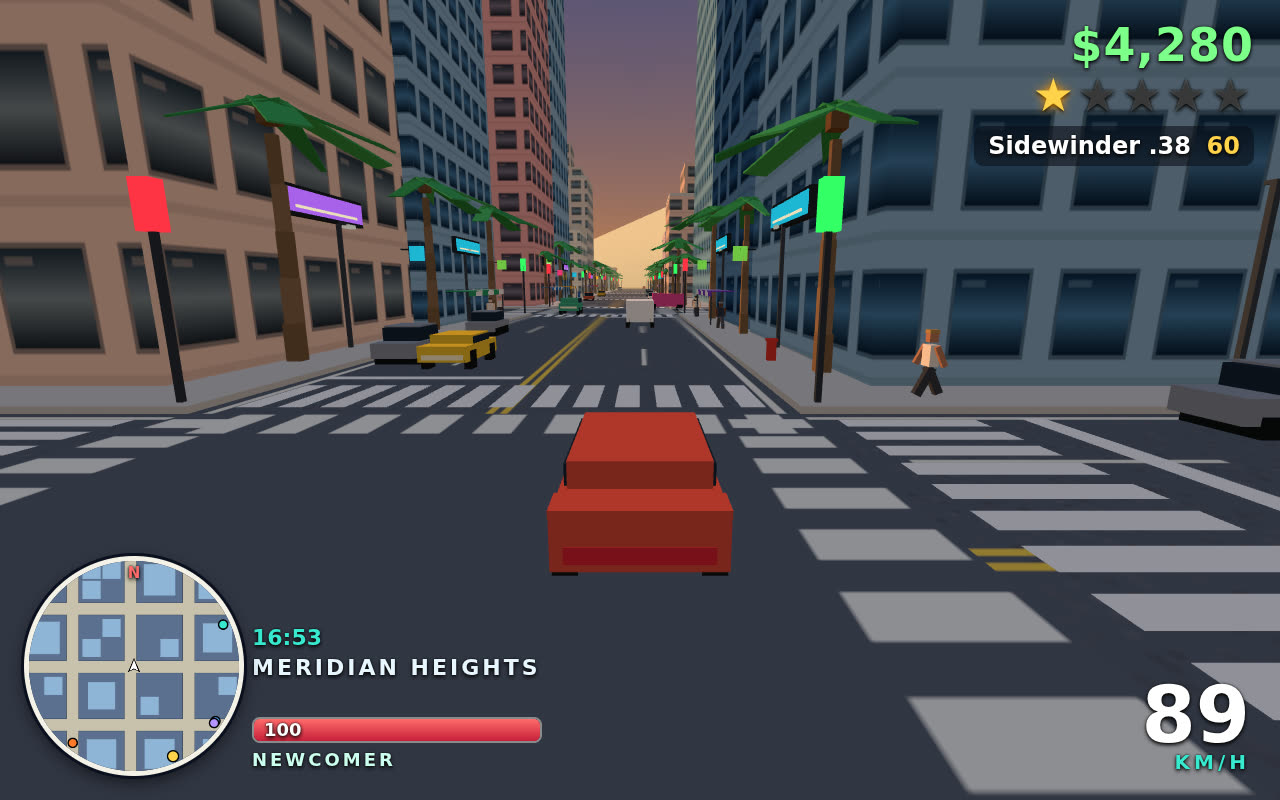 $4,280
Sidewinder .38 60
N
16:53
MERIDIAN HEIGHTS
100
NEWCOMER
89
KM/H